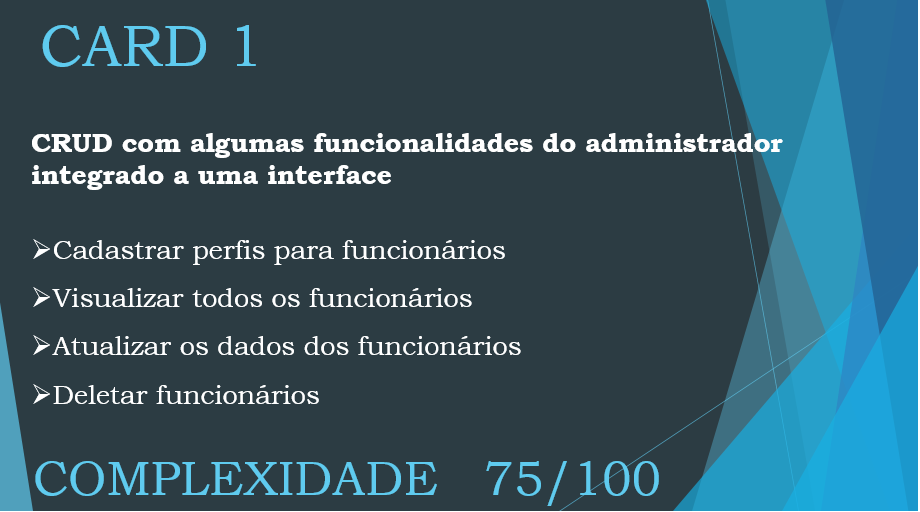 CARD 1
CRUD com algumas funcionalidades do administrador
integrado a uma interface
➢Cadastrar perfis para funcionários
➢Visualizar todos os funcionários
➢Atualizar os dados dos funcionários
➢Deletar funcionários
COMPLEXIDADE 75/100